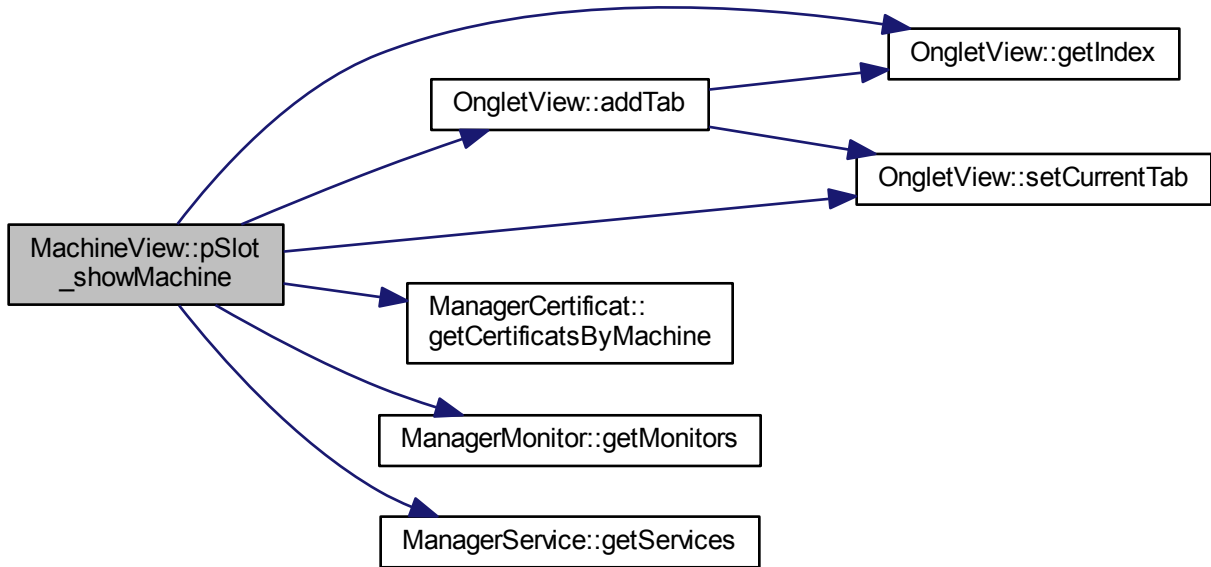 OngletView::getIndex
OngletView::addTab
OngletView::setCurrentTab
MachineView::pSlot
_showMachine
ManagerCertificat::
getCertificatsByMachine
ManagerMonitor::getMonitors
ManagerService::getServices